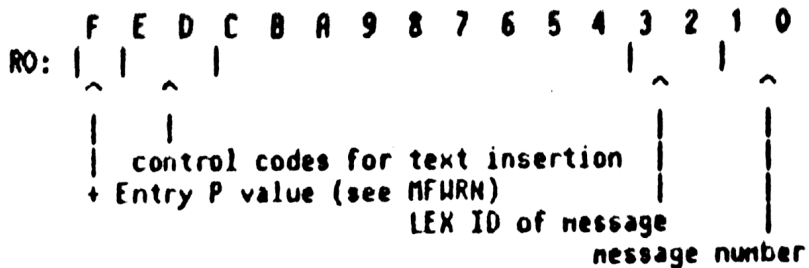 F E D C B A 9 8 7 6 5 4 3 2 1 0
R0: | | | | |
^ ^ ^ ^
| | | |
| control codes for text insertion | |
+ Entry P value (see MFWRN) | |
LEX ID of message |
message number